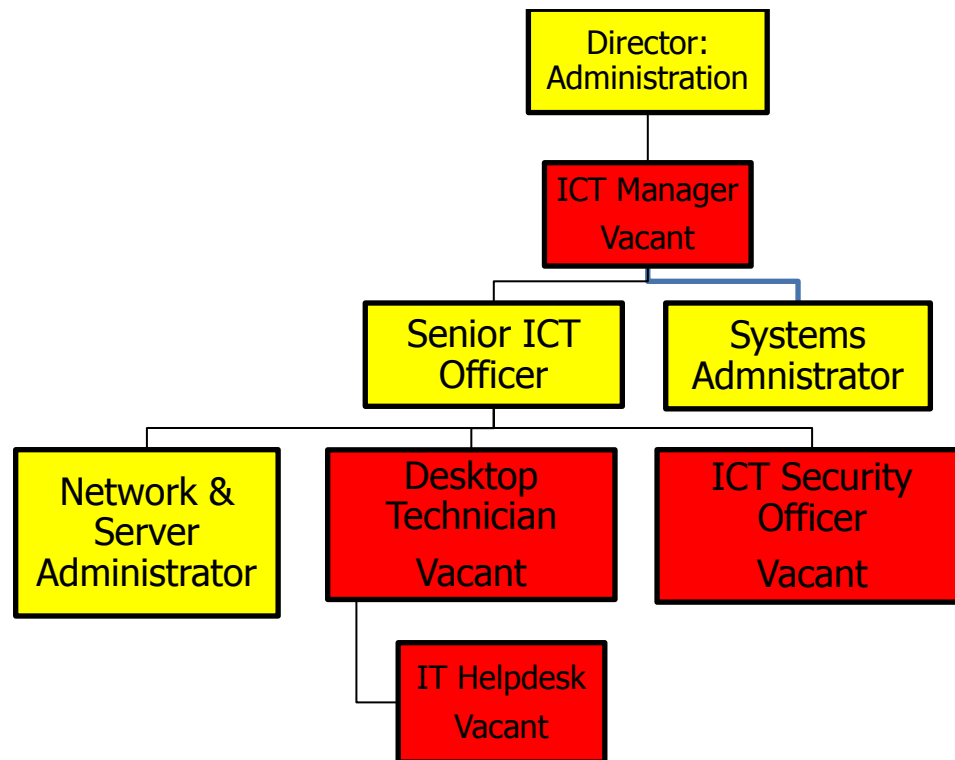 Director:
Administration
ICT Manager
Vacant
Senior ICT
Officer
Systems
Admnistrator
Network &
Server
Administrator
Desktop
Technician
Vacant
ICT Security
Officer
Vacant
IT Helpdesk
Vacant